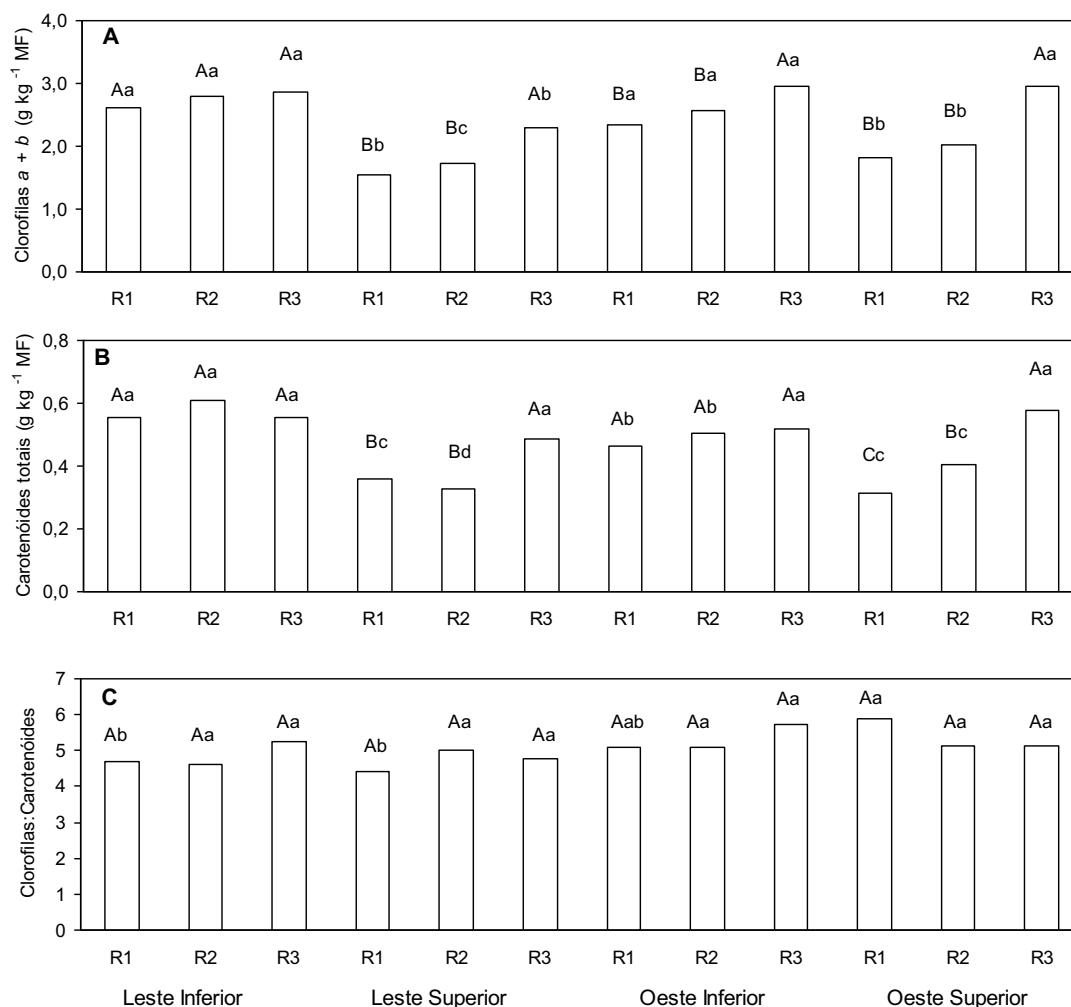 A
Clorofilas a + b (g kg -1 MF)
4,0
3,0
2,0
1,0
0,0
Aa Aa Aa Bb Bc Ab Ba Ba Aa Bb Bb Aa
R1 R2 R3 R1 R2 R3 R1 R2 R3 R1 R2 R3
B
Carotenóides totais (g kg -1 MF)
0,8
0,6
0,4
0,2
0,0
Aa Aa Aa Bc Bd Aa Ab Ab Aa Cc Bc Aa
R1 R2 R3 R1 R2 R3 R1 R2 R3 R1 R2 R3
C
Clorofilas:Carotenóides
7
6
5
4
3
2
1
0
Ab Aa Aa Ab Aa Aa Aab Aa Aa Aa Aa Aa
R1 R2 R3 R1 R2 R3 R1 R2 R3 R1 R2 R3
Leste Inferior Leste Superior Oeste Inferior Oeste Superior